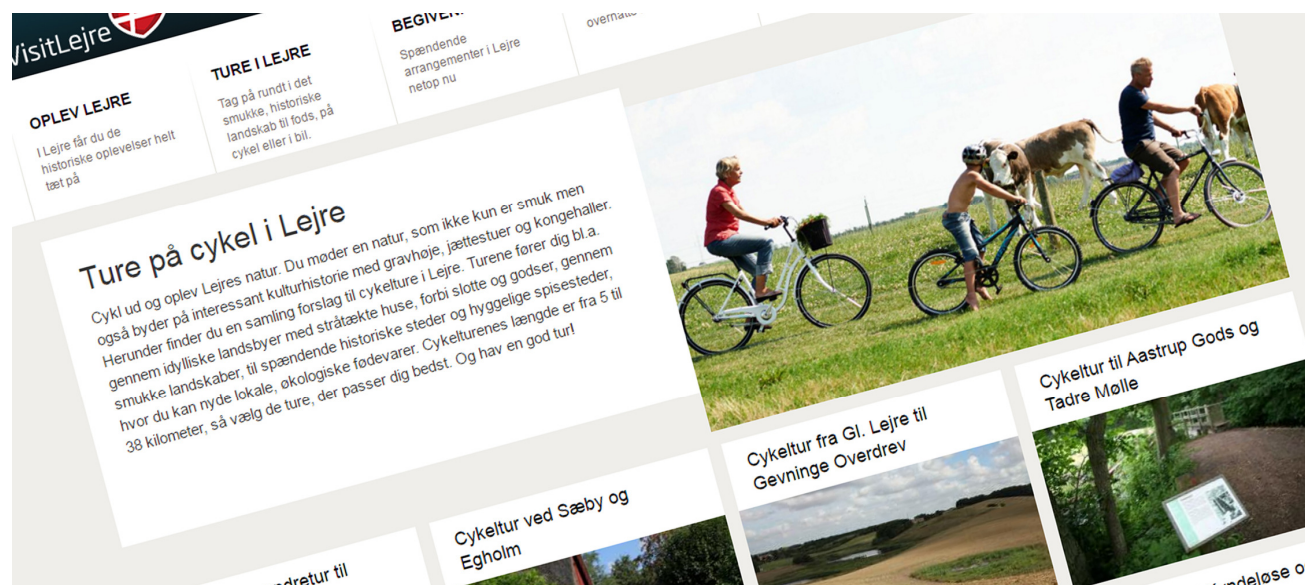 VisitLejre
OPLEV LEJRE
I Lejre får du de
historiske oplevelser helt
tæt på
TURE I LEJRE
Tag på rundt i det
smukke, historiske
landskab til fods, på
cykel eller i bil.
Spændende
arrangementer i Lejre
netop nu
Ture på cykel i Lejre
Cykl ud og oplev Lejres natur. Du møder en natur, som ikke kun er smuk men
også byder på interessant kulturhistorie med gravhøje, jættestuer og kongehaller.
Herunder finder du en samling forslag til cykelture i Lejre. Turene fører dig bl.a.
gennem idylliske landsbyer med stråtækte huse, forbi slotte og godser, gennem
smukke landskaber, til spændende historiske steder og hyggelige spisesteder,
hvor du kan nyde lokale, økologiske fødevarer. Cykelturenes længde er fra 5 til
38 kilometer, så vælg de ture, der passer dig bedst. Og hav en god tur!
til
Cykeltur ved Sæby og
Egholm
Cykeltur fra Gl. Lejre til
Gevninge Overdrev
Cykeltur til Aastrup Gods og
Tadre Mølle